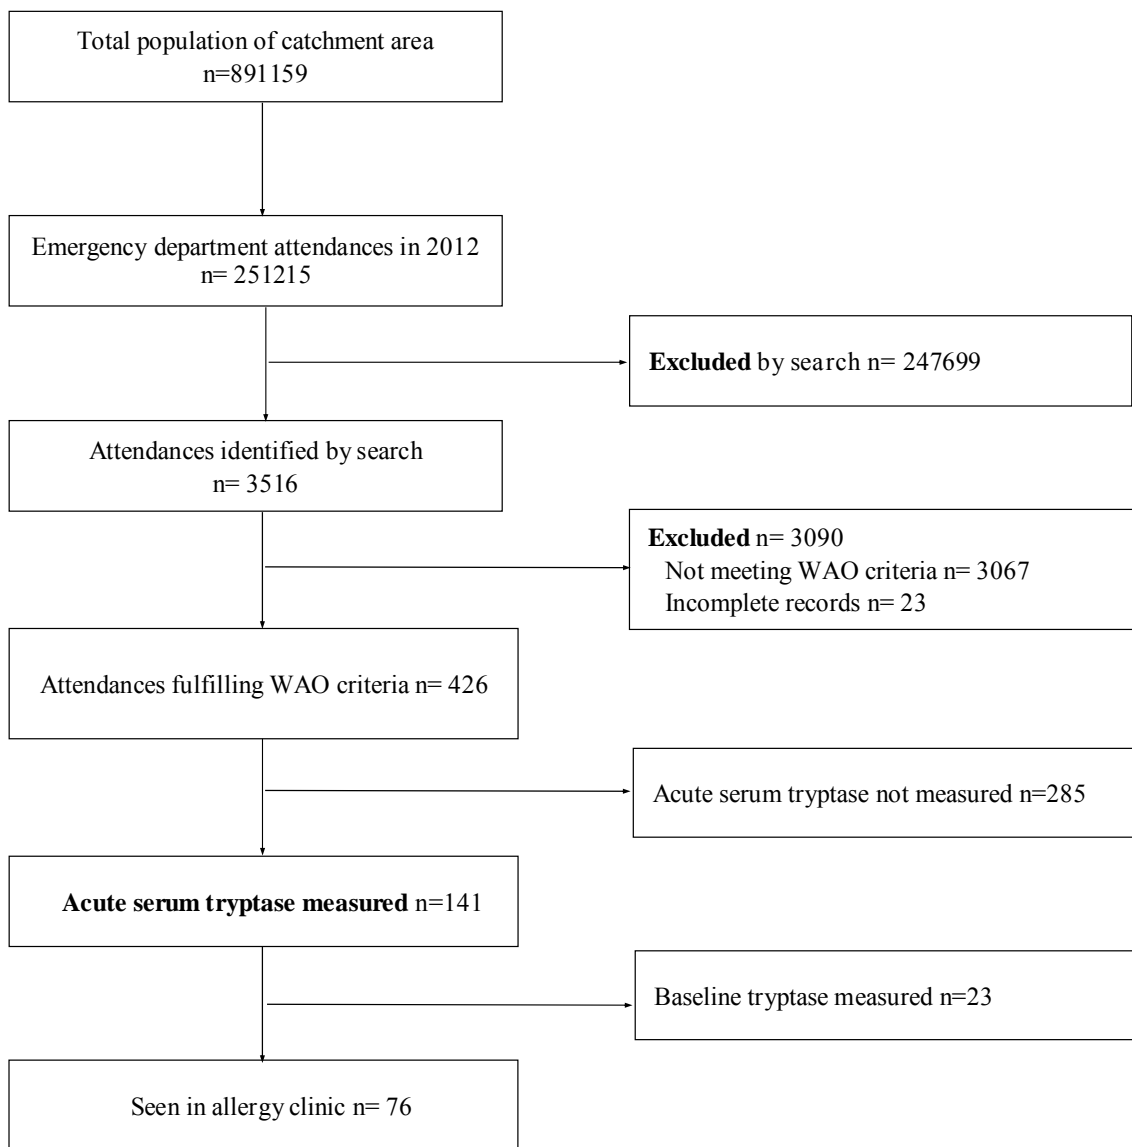 Total population of catchment area
n=891159
Emergency department attendances in 2012
n= 251215
Excluded by search n= 247699
Attendances identified by search
n= 3516
Excluded n= 3090
Not meeting WAO criteria n= 3067
Incomplete records n= 23
Attendances fulfilling WAO criteria n= 426
Acute serum tryptase not measured n=285
Acute serum tryptase measured n=141
Baseline tryptase measured n=23
Seen in allergy clinic n= 76